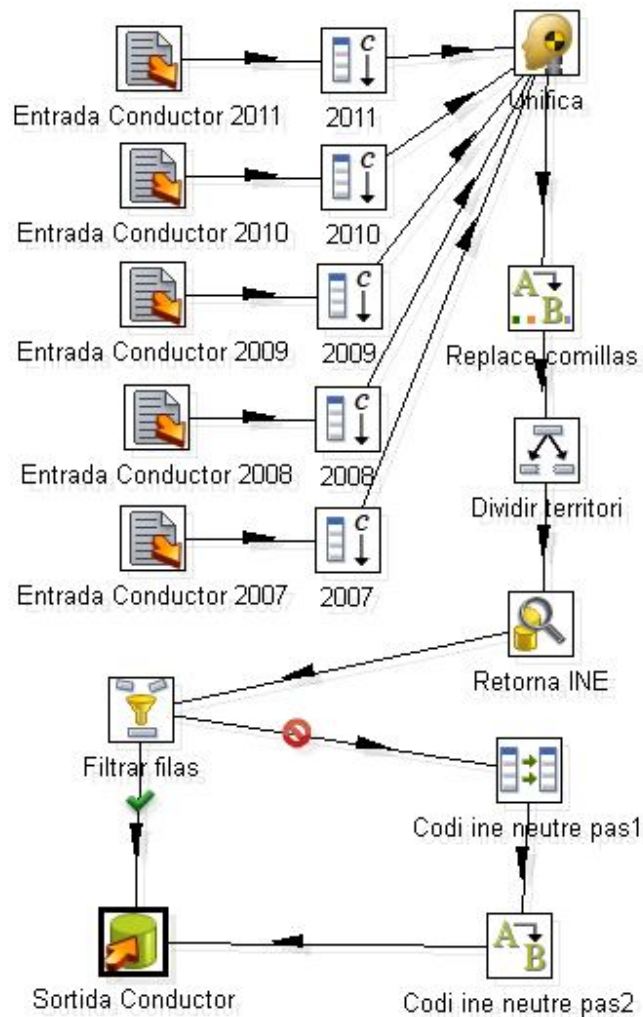 Entrada Conductor 2011
2011
Unifica
Entrada Conductor 2010
2010
Entrada Conductor 2009
2009
Replace comillas
Entrada Conductor 2008
2008
Dividir territori
Entrada Conductor 2007
2007
Retorna INE
Filtrar filas
Codi ine neutre pas1
Sortida Conductor
Codi ine neutre pas2